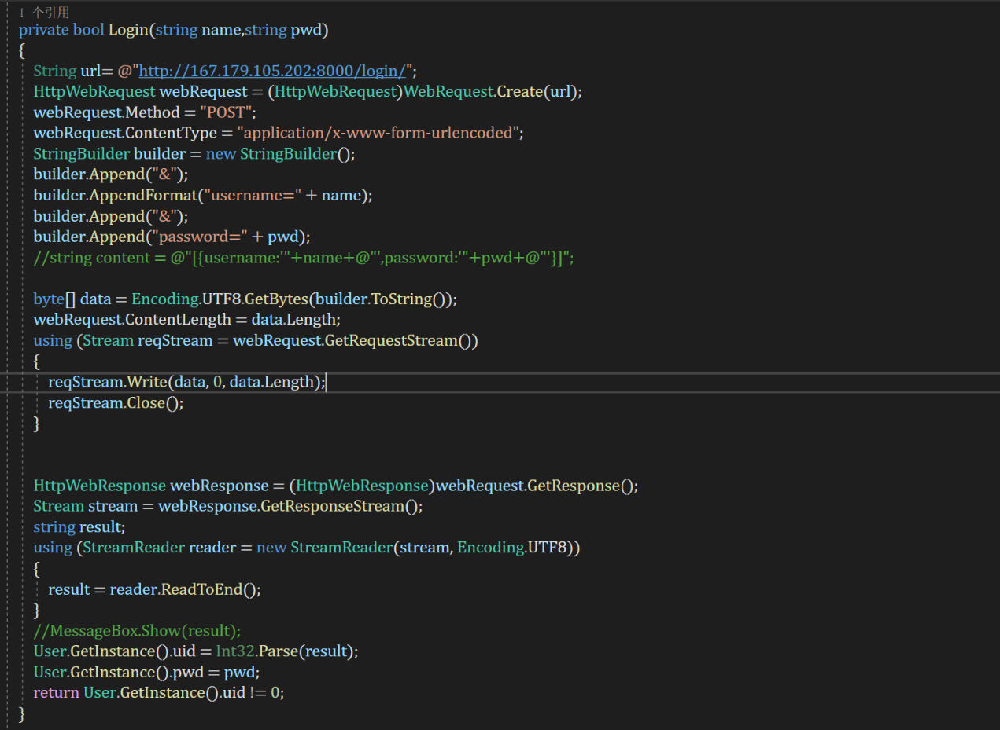 1 个引用
private bool Login(string name,string pwd)
{
String url= @"http://167.179.105.202:8000/login/";
HttpWebRequest webRequest = (HttpWebRequest)WebRequest.Create(url);
webRequest.Method = "POST";
webRequest.ContentType = "application/x-www-form-urlencoded";
StringBuilder builder = new StringBuilder();
builder.Append("&");
builder.AppendFormat("username=" + name);
builder.Append("&");
builder.Append("password=" + pwd);
//string content = @"[{username:'"+name+@"',password:'"+pwd+@"'}]";
byte[] data = Encoding.UTF8.GetBytes(builder.ToString());
webRequest.ContentLength = data.Length;
using (Stream reqStream = webRequest.GetRequestStream())
{
reqStream.Write(data, 0, data.Length);
reqStream.Close();
}
HttpWebResponse webResponse = (HttpWebResponse)webRequest.GetResponse();
Stream stream = webResponse.GetResponseStream();
string result;
using (StreamReader reader = new StreamReader(stream, Encoding.UTF8))
{
result = reader.ReadToEnd();
}
//MessageBox.Show(result);
User.GetInstance().uid = Int32.Parse(result);
User.GetInstance().pwd = pwd;
return User.GetInstance().uid != 0;
}